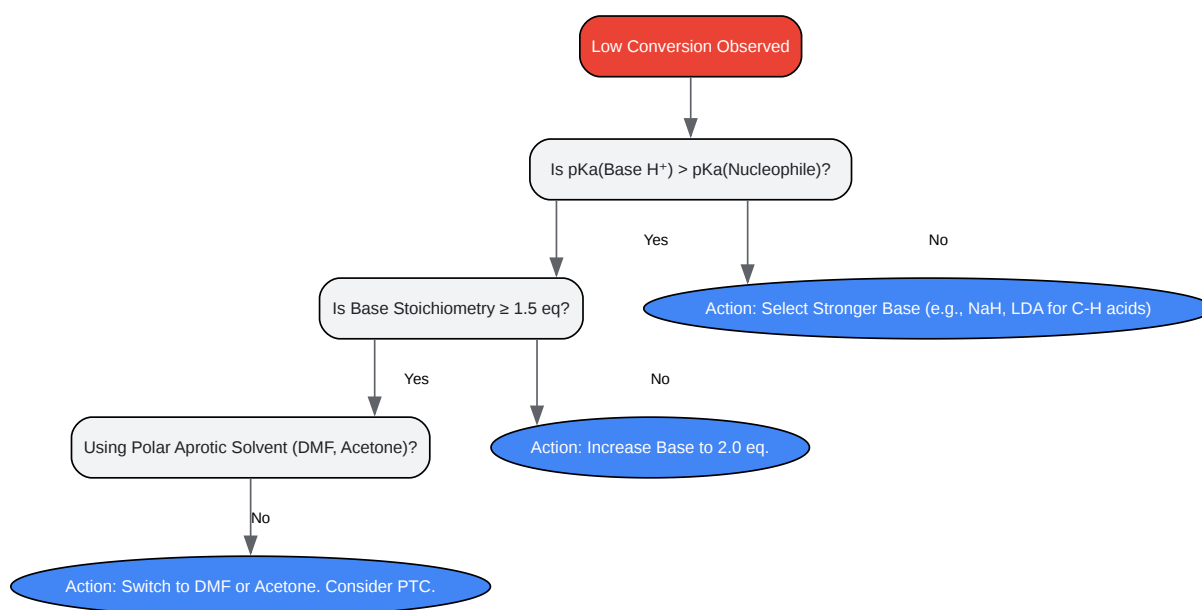 Low Conversion Observed
Is pKa(Base H⁺) > pKa(Nucleophile)?
Yes
No
Is Base Stoichiometry ≥ 1.5 eq?
Action: Select Stronger Base (e.g., NaH, LDA for C-H acids)
Yes
No
Using Polar Aprotic Solvent (DMF, Acetone)?
Action: Increase Base to 2.0 eq.
No
Action: Switch to DMF or Acetone. Consider PTC.